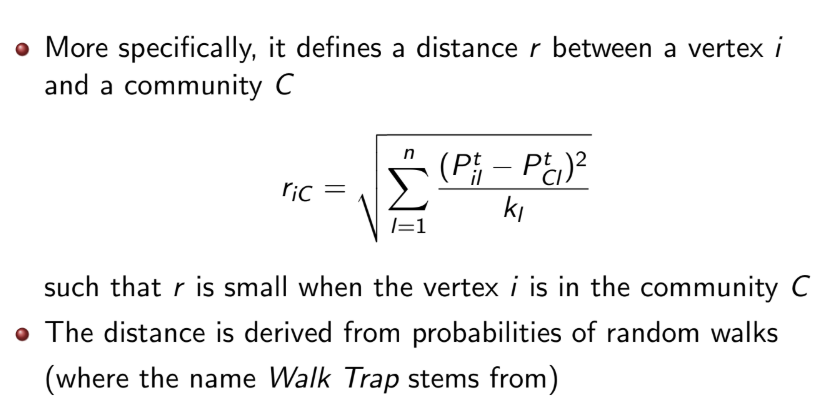 • More specifically, it defines a distance r between a vertex i
and a community C
r_{iC} = \sqrt{\sum_{l=1}^{n} \frac{(P_{il}^{t} - P_{Cl}^{t})^2}{k_l}}
such that r is small when the vertex i is in the community C
• The distance is derived from probabilities of random walks
(where the name Walk Trap stems from)